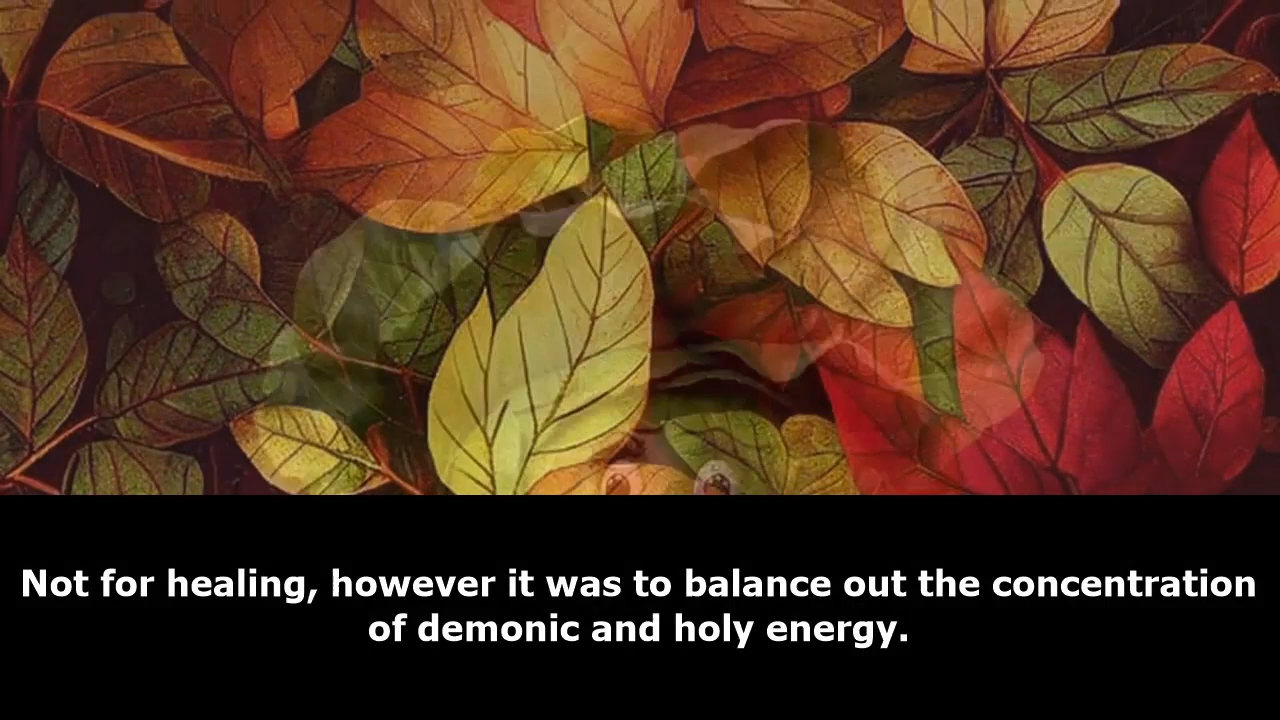 Not for healing, however it was to balance out the concentration
of demonic and holy energy.